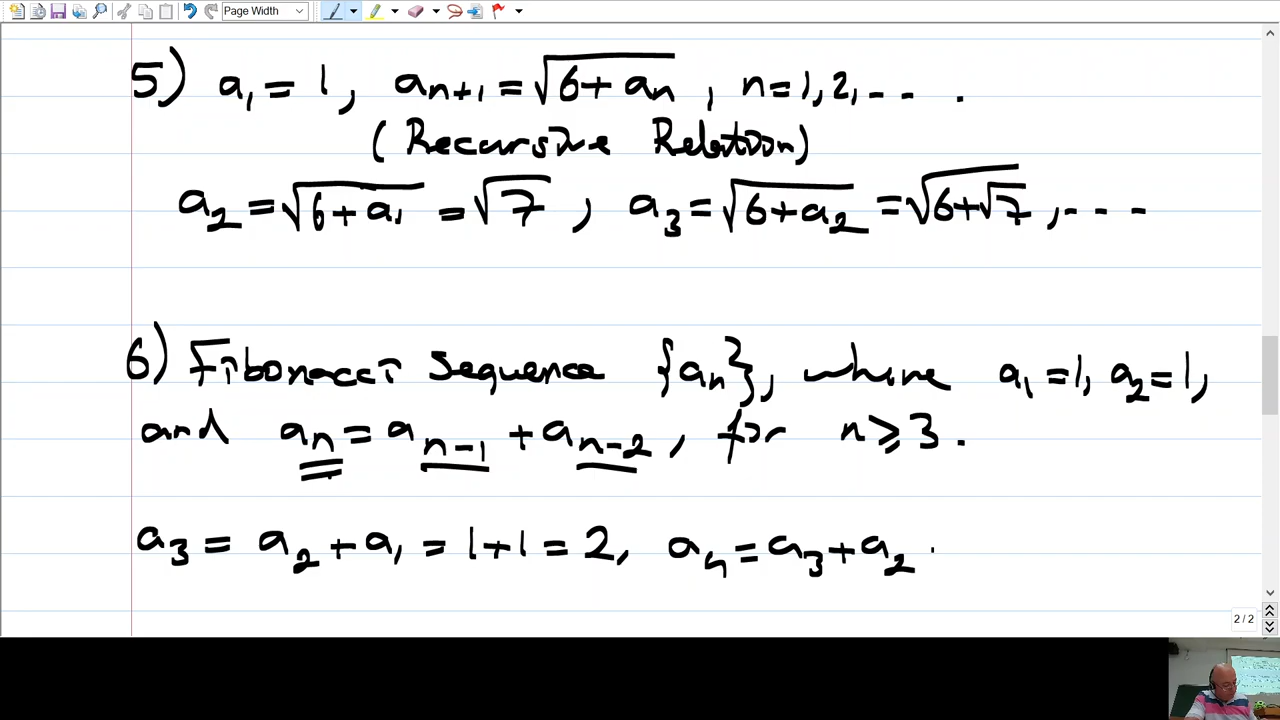 Page Width
5) a₁ = 1, aₙ₊₁ = √(6+aₙ), n=1,2,--- .
(Recursive Relation)
a₂ = √(6+a₁) = √7, a₃ = √(6+a₂) = √(6+√7), ---
6) Fibonacci Sequence {aₙ}, where a₁=1, a₂=1,
and aₙ = aₙ₋₁ + aₙ₋₂, for n⩾3.
a₃ = a₂+a₁ = 1+1 = 2, a₄ = a₃+a₂
2 / 2